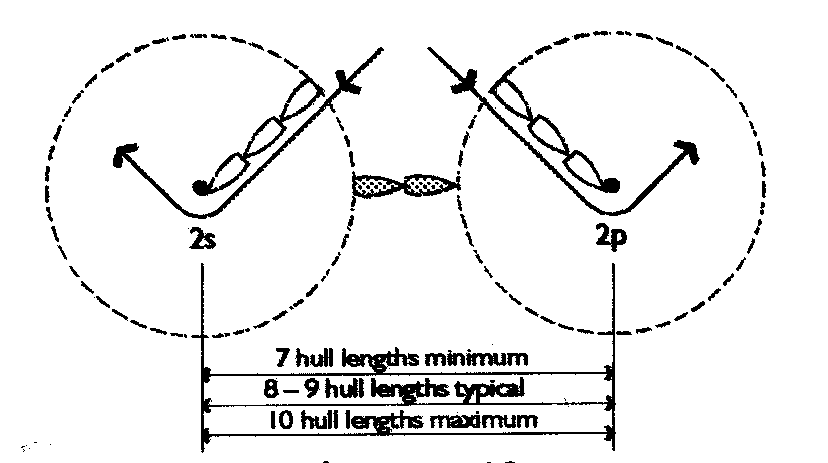 2s 2p
7 hull lengths minimum
8 – 9 hull lengths typical
10 hull lengths maximum